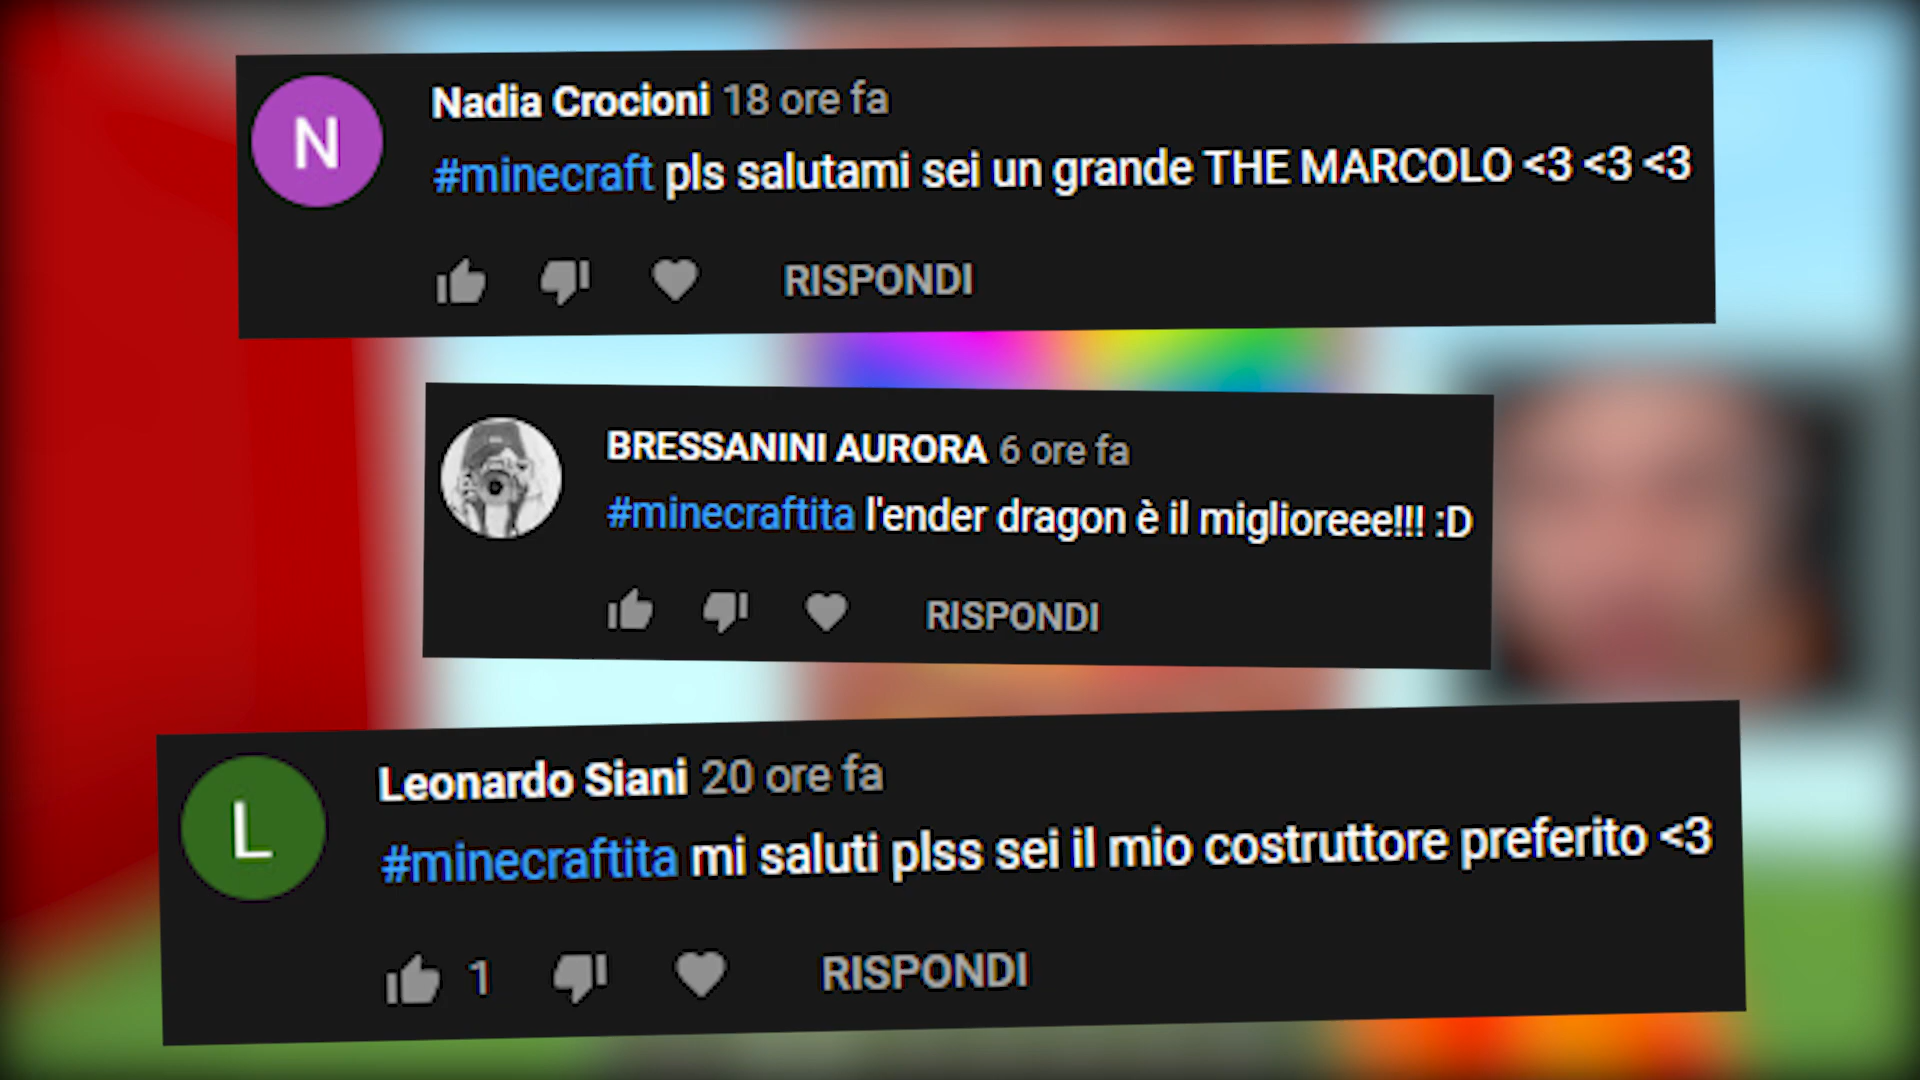 N
Nadia Crocioni 18 ore fa
#minecraft pls salutami sei un grande THE MARCOLO <3 <3 <3
RISPONDI
BRESSANINI AURORA 6 ore fa
#minecraftita l'ender dragon è il miglioreee!!! :D
RISPONDI
L
Leonardo Siani 20 ore fa
#minecraftita mi saluti plss sei il mio costruttore preferito <3
1 RISPONDI